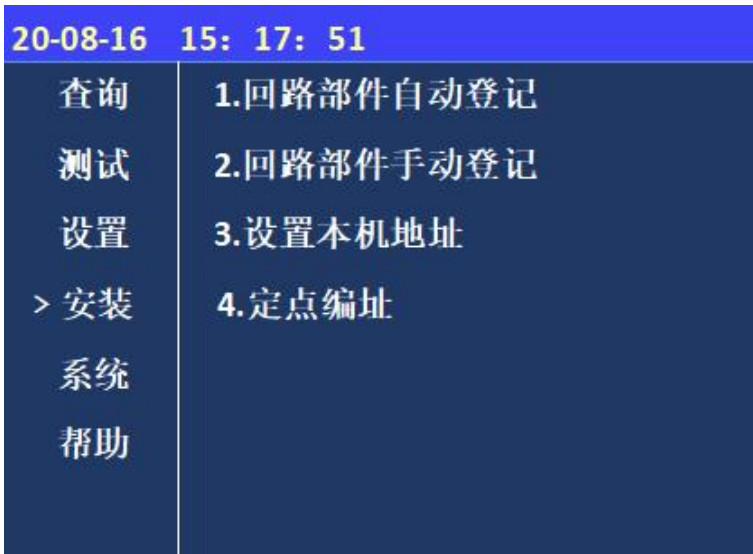 20-08-16 15：17：51
查询 1.回路部件自动登记
测试 2.回路部件手动登记
设置 3.设置本机地址
> 安装 4.定点编址
系统
帮助